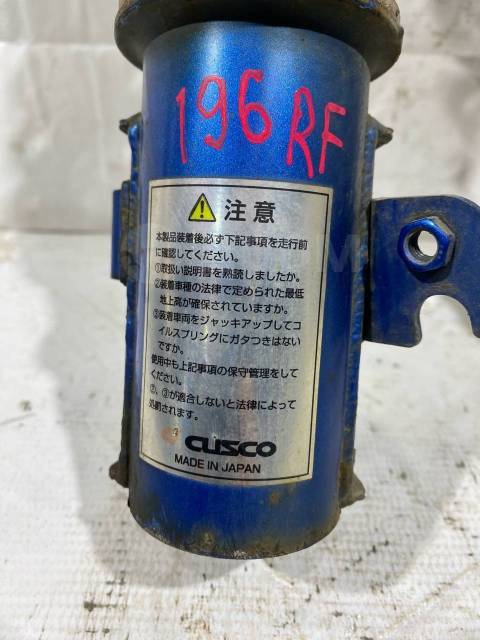 196 RF
注意
本製品装着後必ず下記事項を走行前
に確認してください。
①取扱い説明書を熟読しましたか。
②装着車種の法律で定められた最低
地上高が確保されていますか。
③装着車両をジャッキアップしてコ
イルスプリングにガタつきはない
ですか。
使用中も上記事項の保守管理をして
ください。
②、③が適合しないと法律によって
処罰されます。
CUSCO
MADE IN JAPAN